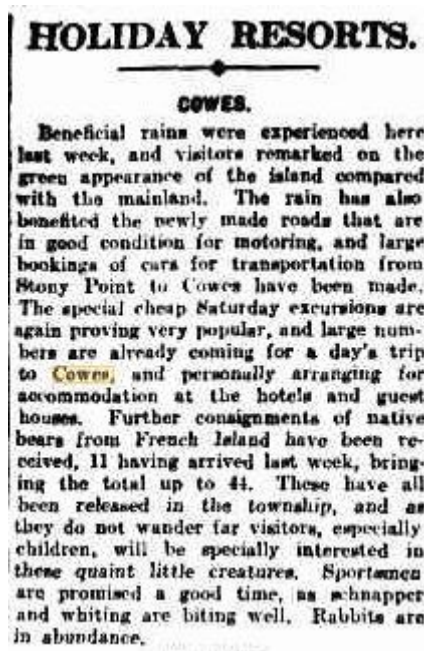 HOLIDAY RESORTS.
COWES.
Beneficial rains were experienced here
last week, and visitors remarked on the
green appearance of the island compared
with the mainland. The rain has also
benefited the newly made roads that are
in good condition for motoring, and large
bookings of cars for transportation from
Stony Point to Cowes have been made.
The special cheap Saturday excursions are
again proving very popular, and large num-
bers are already coming for a day's trip
to Cowes, and personally arranging for
accommodation at the hotels and guest
houses. Further consignments of native
bears from French Island have been re-
ceived, 11 having arrived last week, bring-
ing the total up to 44. These have all
been released in the township, and as
they do not wander far visitors, especially
children, will be specially interested in
these quaint little creatures. Sportsmen
are promised a good time, as schnapper
and whiting are biting well. Rabbits are
in abundance.